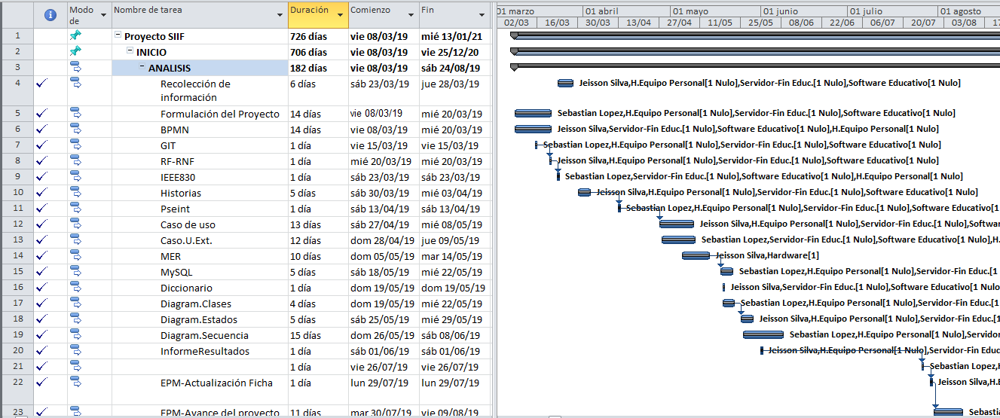 Modo de
Nombre de tarea
Duración
Comienzo
Fin
01 marzo 01 abril 01 mayo 01 junio 01 julio 01 agosto
02/03 16/03 30/03 13/04 27/04 11/05 25/05 08/06 22/06 06/07 20/07 03/08 17
1 Proyecto SIIF 726 días vie 08/03/19 mié 13/01/21
2 INICIO 706 días vie 08/03/19 vie 25/12/20
3 ANALISIS 182 días vie 08/03/19 sáb 24/08/19
4 Recolección de información 6 días sáb 23/03/19 jue 28/03/19 Jeisson Silva,H.Equipo Personal[1 Nulo],Servidor-Fin Educ.[1 Nulo],Software Educativo[1 Nulo]
5 Formulación del Proyecto 14 días vie 08/03/19 mié 20/03/19 Sebastian Lopez,H.Equipo Personal[1 Nulo],Servidor-Fin Educ.[1 Nulo],Software Educativo[1 Nulo]
6 BPMN 14 días vie 08/03/19 mié 20/03/19 Jeisson Silva,Servidor-Fin Educ.[1 Nulo],Software Educativo[1 Nulo],H.Equipo Personal[1 Nulo]
7 GIT 1 día vie 15/03/19 vie 15/03/19 Sebastian Lopez,H.Equipo Personal[1 Nulo],Servidor-Fin Educ.[1 Nulo],Software Educativo[1 Nulo]
8 RF-RNF 1 día mié 20/03/19 mié 20/03/19 Jeisson Silva,H.Equipo Personal[1 Nulo],Servidor-Fin Educ.[1 Nulo],Software Educativo[1 Nulo]
9 IEEE830 1 día sáb 23/03/19 sáb 23/03/19 Sebastian Lopez,Servidor-Fin Educ.[1 Nulo],Software Educativo[1 Nulo],H.Equipo Personal[1 Nulo]
10 Historias 5 días sáb 30/03/19 mié 03/04/19 Jeisson Silva,H.Equipo Personal[1 Nulo],Servidor-Fin Educ.[1 Nulo],Software Educativo[1 Nulo]
11 Pseint 1 día sáb 13/04/19 sáb 13/04/19 Sebastian Lopez,H.Equipo Personal[1 Nulo],Servidor-Fin Educ.[1 Nulo],Software Educativo[1
12 Caso de uso 13 días sáb 27/04/19 mié 08/05/19 Jeisson Silva,H.Equipo Personal[1 Nulo],Servidor-Fin Educ.[1 Nulo],Softwar
13 Caso.U.Ext. 12 días dom 28/04/19 jue 09/05/19 Sebastian Lopez,Servidor-Fin Educ.[1 Nulo],Software Educativo[1 Nulo],H.
14 MER 10 días dom 05/05/19 mar 14/05/19 Jeisson Silva,Hardware[1]
15 MySQL 5 días sáb 18/05/19 mié 22/05/19 Sebastian Lopez,H.Equipo Personal[1 Nulo],Servidor-Fin Educ.[1
16 Diccionario 1 día dom 19/05/19 dom 19/05/19 Jeisson Silva,Servidor-Fin Educ.[1 Nulo],Software Educativo[1 Nulo
17 Diagram.Clases 4 días dom 19/05/19 mié 22/05/19 Sebastian Lopez,H.Equipo Personal[1 Nulo],Servidor-Fin Educ.[1
18 Diagram.Estados 5 días sáb 25/05/19 mié 29/05/19 Jeisson Silva,H.Equipo Personal[1 Nulo],Servidor-Fin Educ.[1
19 Diagram.Secuencia 15 días dom 26/05/19 sáb 08/06/19 Sebastian Lopez,H.Equipo Personal[1 Nulo],Servido
20 InformeResultados 1 día sáb 01/06/19 sáb 01/06/19 Jeisson Silva,H.Equipo Personal[1 Nulo],Servidor-Fin Educ
21 1 día vie 26/07/19 vie 26/07/19 Sebastian Lopez,H
22 EPM-Actualización Ficha 1 día lun 29/07/19 lun 29/07/19 Jeisson Silva,H.E
23 EPM-Avance del proyecto 11 días mar 30/07/19 vie 09/08/19 Sebastia